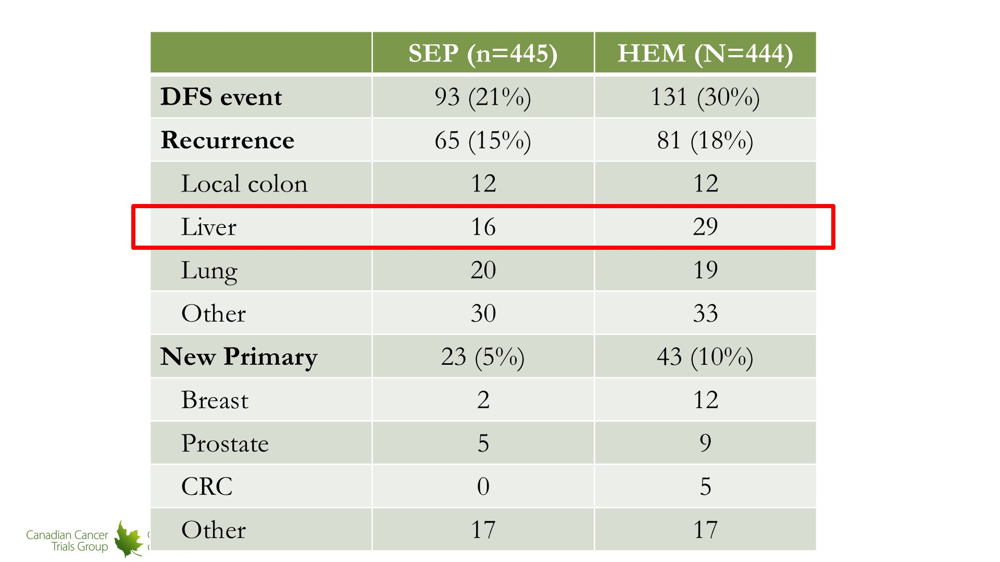 SEP (n=445) HEM (N=444)
DFS event 93 (21%) 131 (30%)
Recurrence 65 (15%) 81 (18%)
Local colon 12 12
Liver 16 29
Lung 20 19
Other 30 33
New Primary 23 (5%) 43 (10%)
Breast 2 12
Prostate 5 9
CRC 0 5
Other 17 17
Canadian Cancer
Trials Group